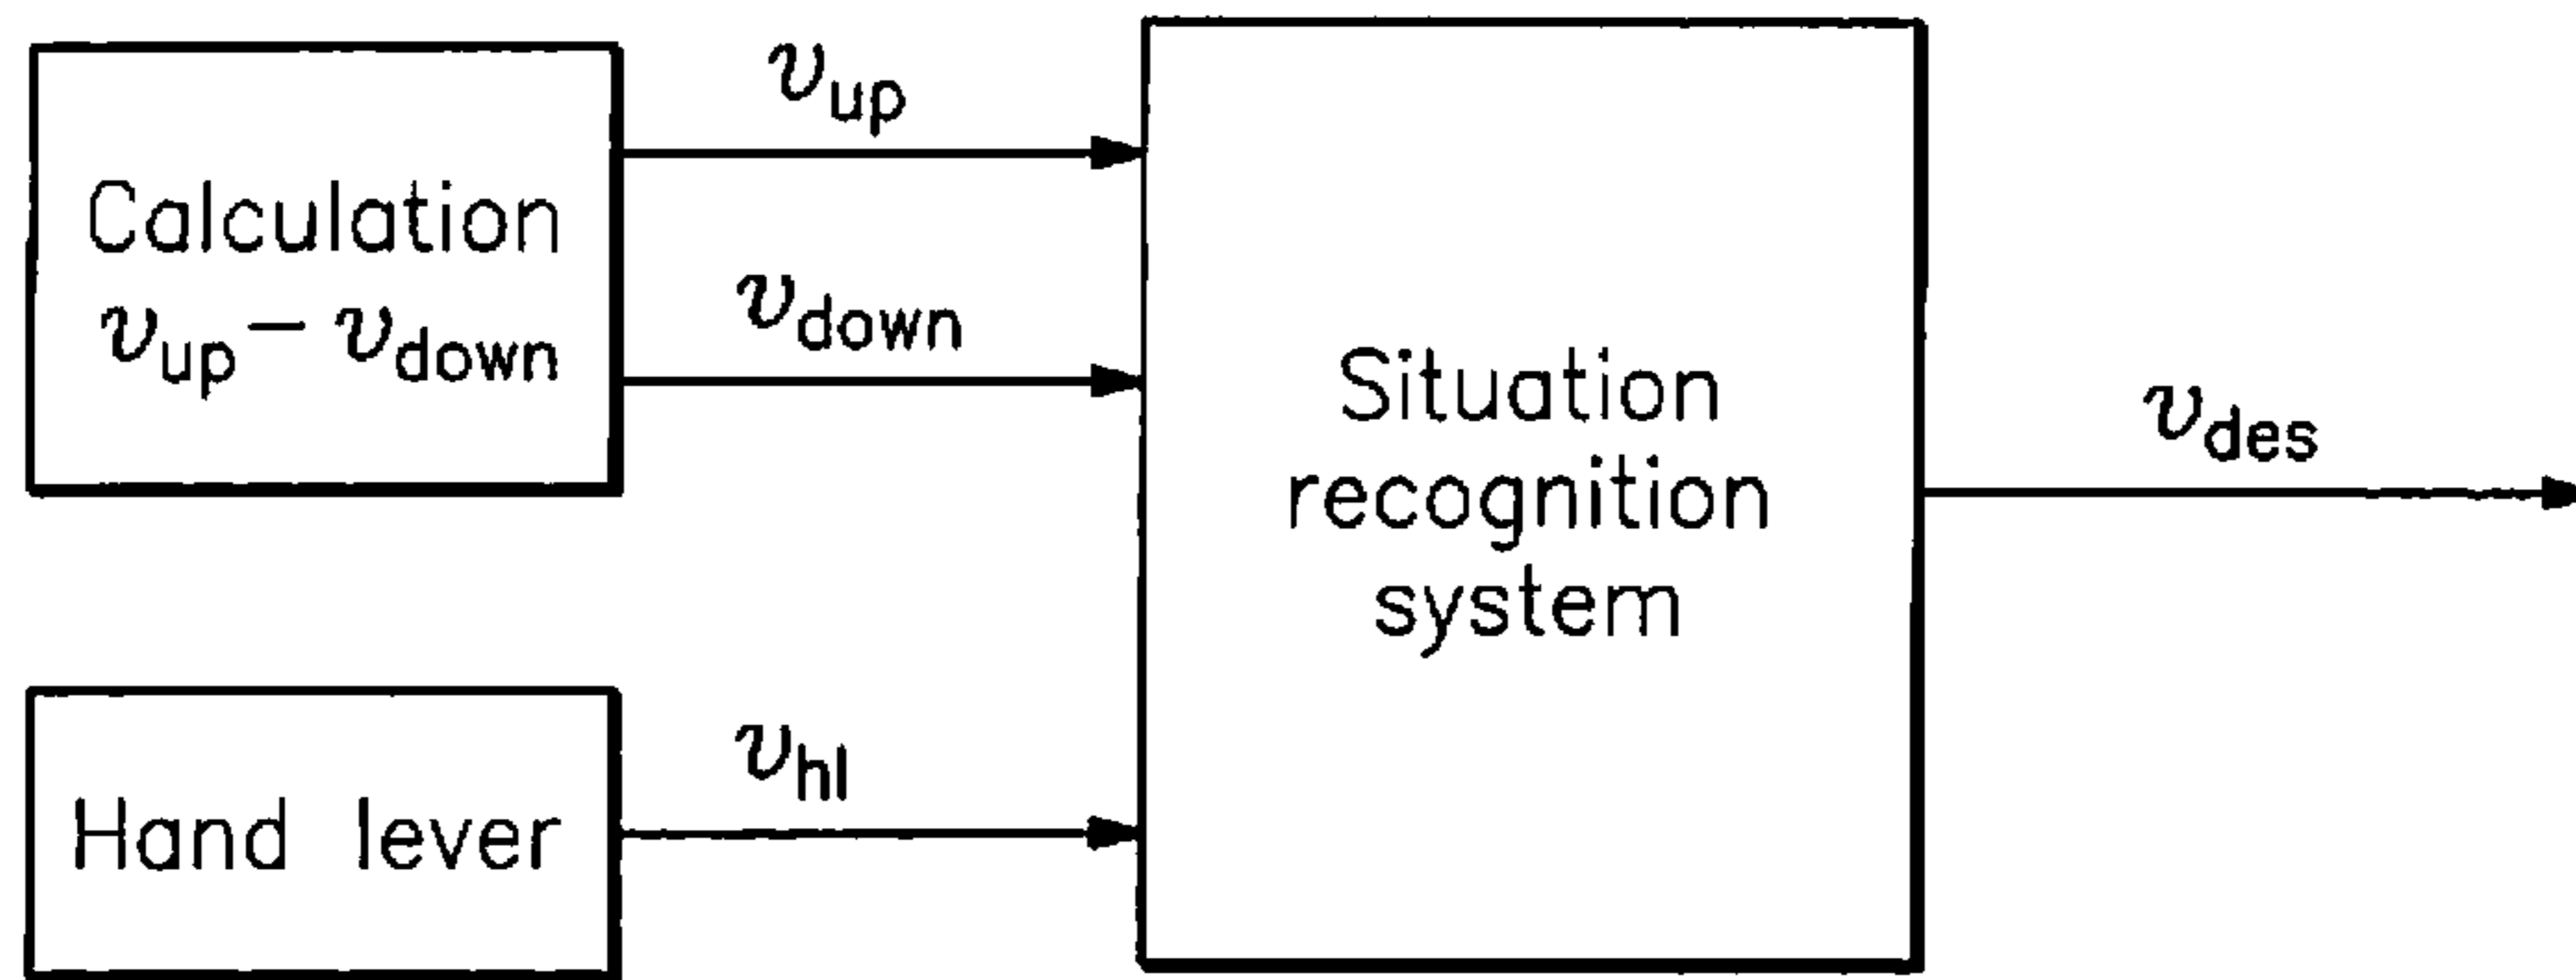 Calculation
v_up − v_down
v_up
v_down
Hand lever
v_hl
Situation
recognition
system
v_des